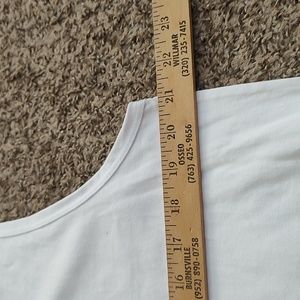 16 17 18 19 20 21 22 23
BURNSVILLE
(952) 890-0758
OSSEO
(763) 425-9656
WILLMAR
(320) 235-7415